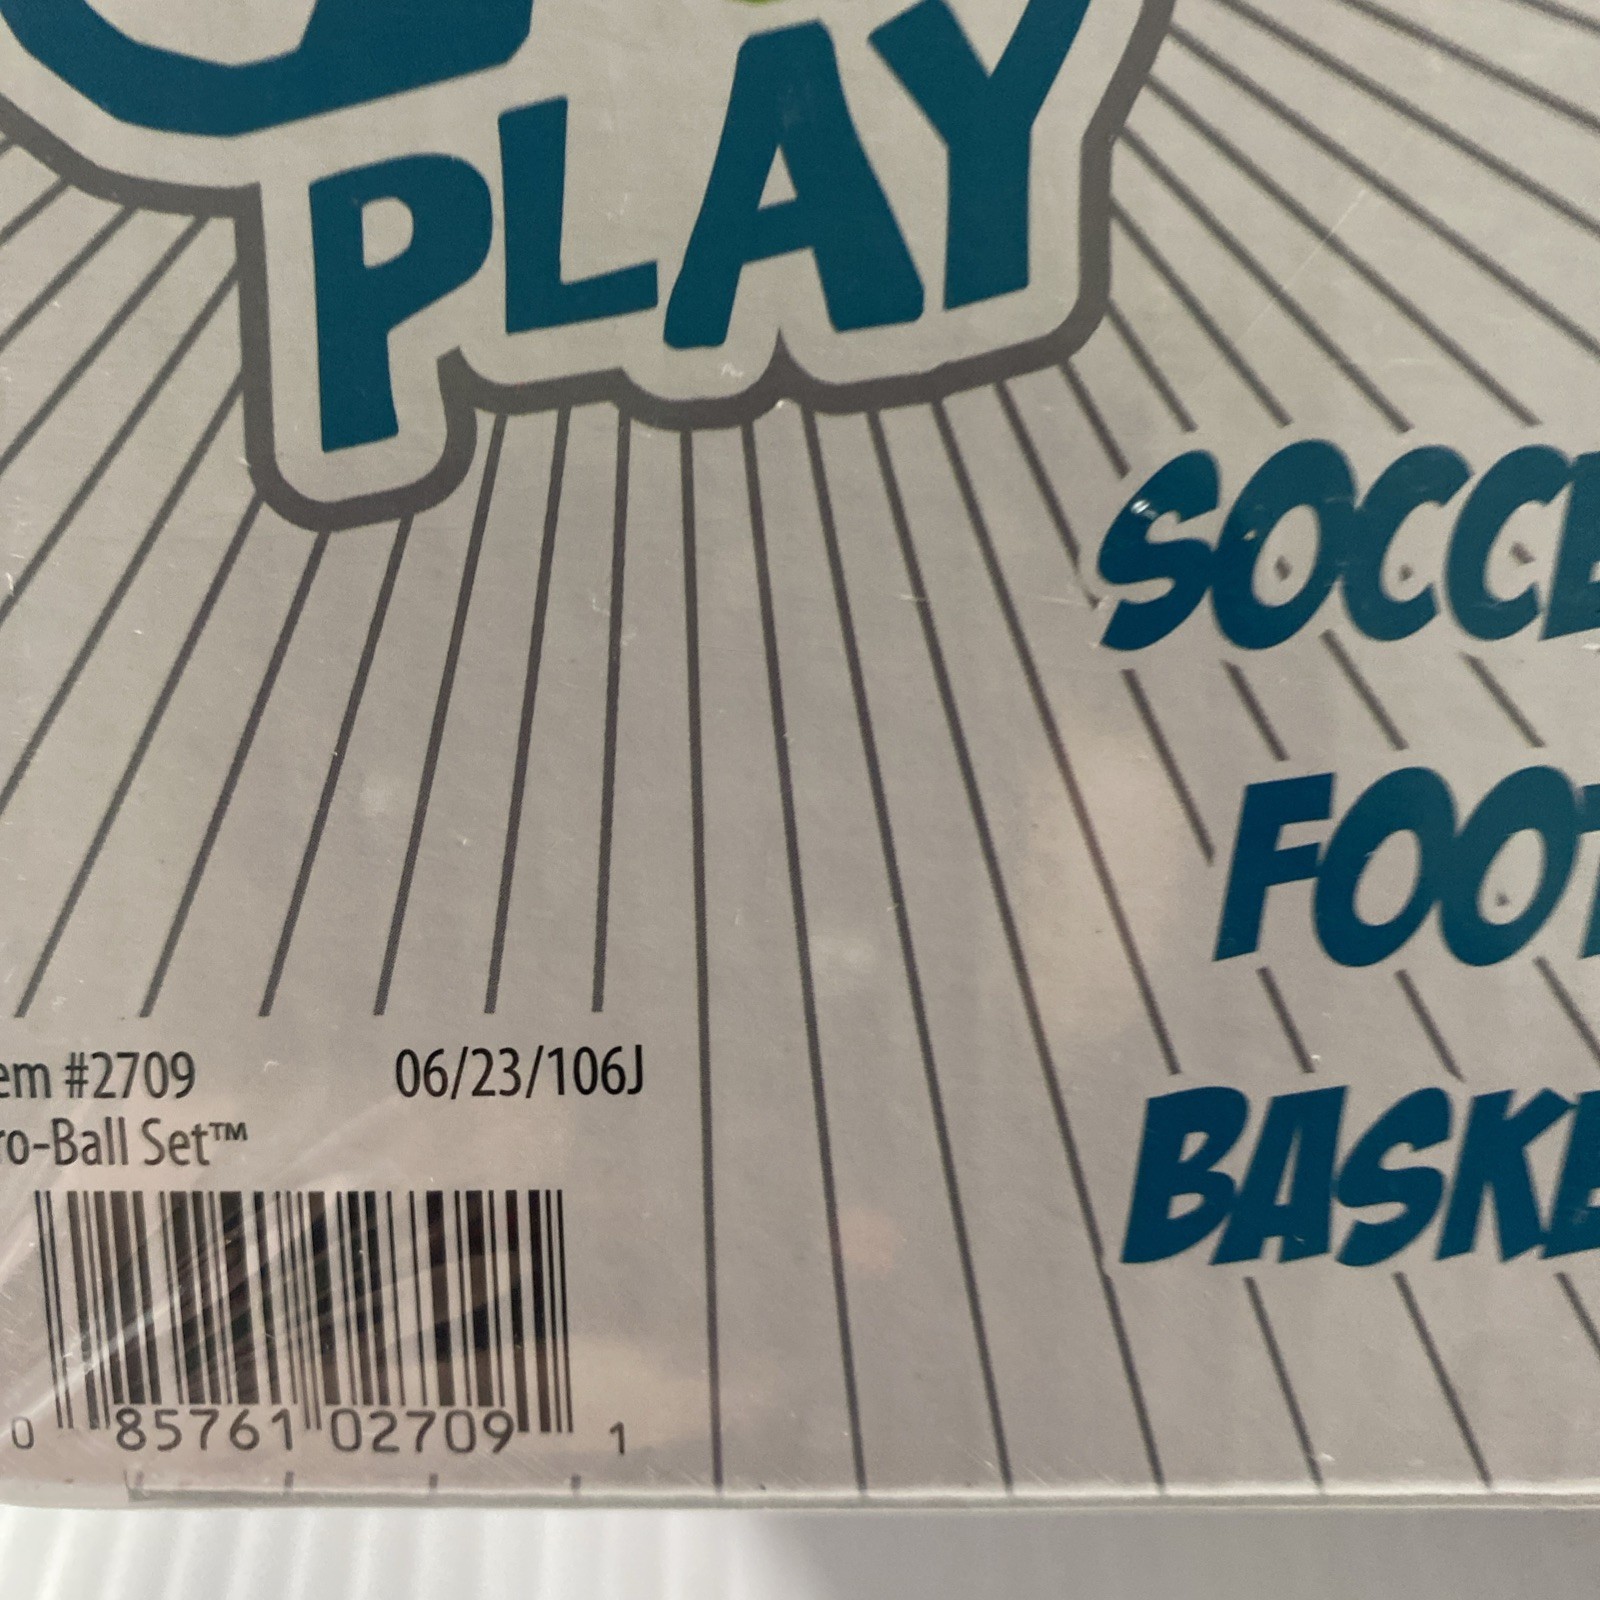 PLAY
SOCCE
FOOT
BASKE
em #2709 06/23/106J
ro-Ball Set™
0 85761 02709 1